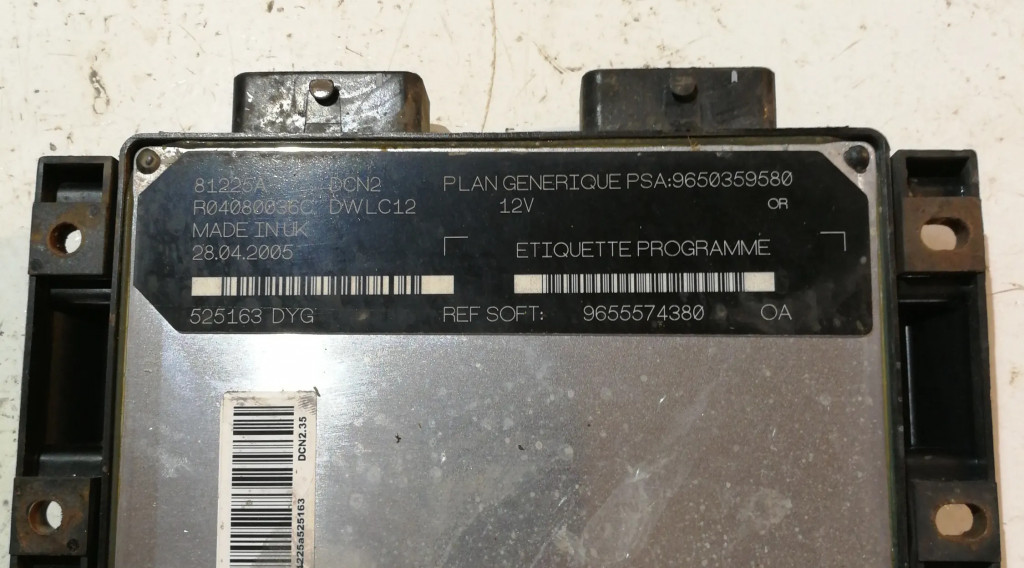 81225A DCN2 PLAN GENERIQUE PSA:9650359580
R04080036C DWLC12 12V OR
MADE IN UK
28.04.2005 ETIQUETTE PROGRAMME
525163 DYG REF SOFT: 9655574380 OA
225a525163 - DCN2.35